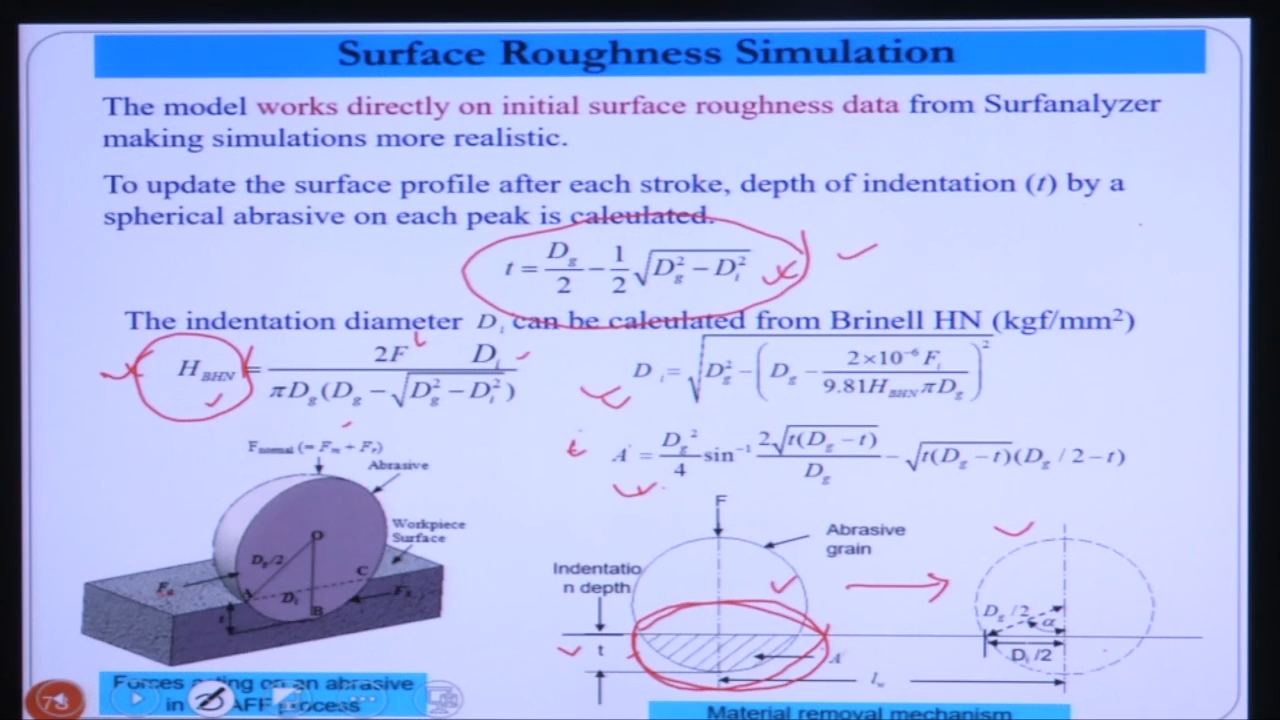 Surface Roughness Simulation
The model works directly on initial surface roughness data from Surfanalyzer
making simulations more realistic.
To update the surface profile after each stroke, depth of indentation (t) by a
spherical abrasive on each peak is calculated.
t = D_g/2 − 1/2 √(D_g² − D_i²)
The indentation diameter D_i can be calculated from Brinell HN (kgf/mm²)
H_BHN = 2F / πD_g(D_g − √(D_g² − D_i²))
D_i
D_i = √(D_g² − (D_g − 2×10⁻⁶ F_i / 9.81H_BHN πD_g)²)
t
A' = D_g²/4 sin⁻¹ 2√(t(D_g − t))/D_g − √(t(D_g − t)) (D_g / 2 − t)
F_normal (= F_m + F_r)
Abrasive
Workpiece
Surface
O
D_g/2
C
A
D_i
B
t
F
Abrasive
grain
Indentatio
n depth
t
A'
l_w
D_g/2
α
D_i/2
Forces acting on an abrasive
in AFF process
Material removal mechanism